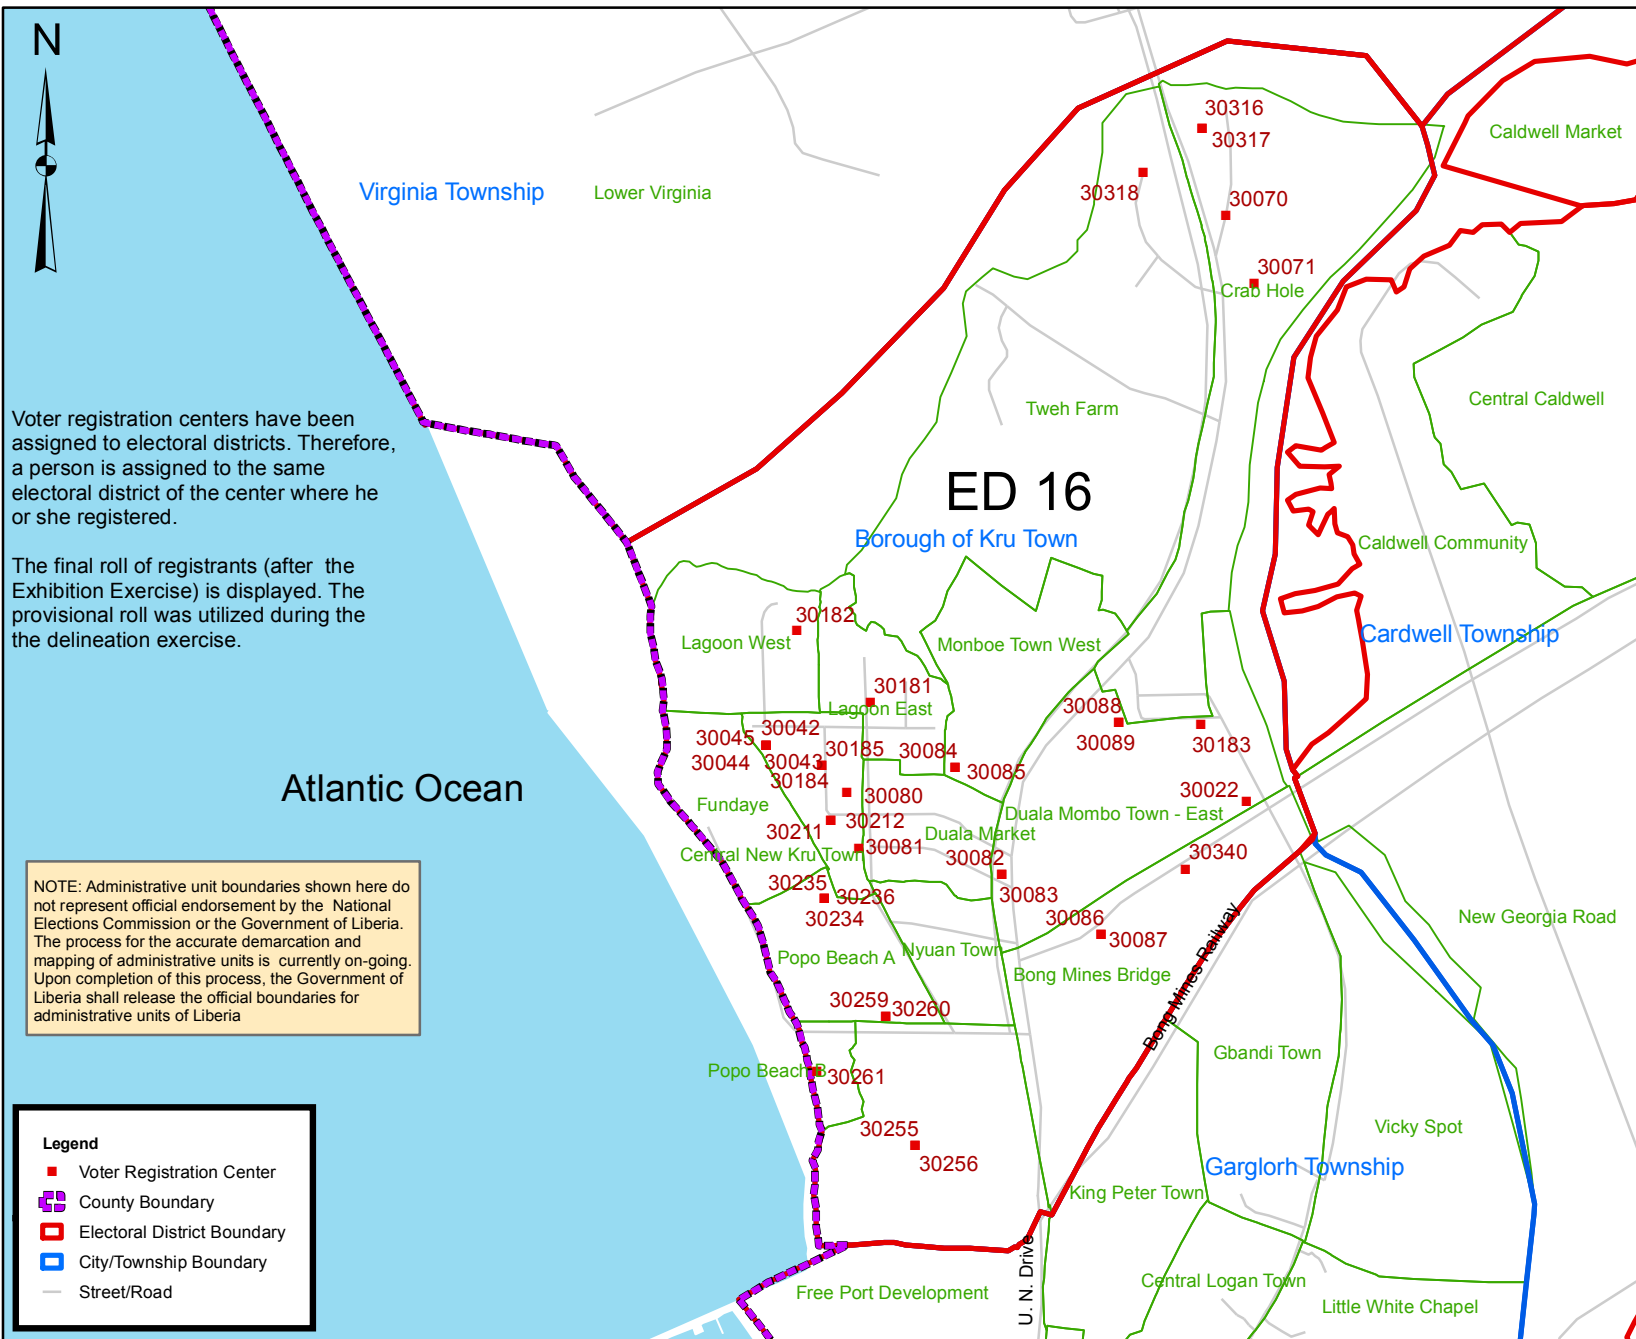 N
30316
30317
Caldwell Market
Virginia Township
Lower Virginia
30318
30070
30071
Crab Hole
Central Caldwell
Tweh Farm
Voter registration centers have been
assigned to electoral districts. Therefore,
a person is assigned to the same
electoral district of the center where he
or she registered.
ED 16
Borough of Kru Town
Caldwell Community
The final roll of registrants (after the
Exhibition Exercise) is displayed. The
provisional roll was utilized during the
the delineation exercise.
30182
Lagoon West
Monboe Town West
Cardwell Township
30181
Lagoon East
30088
30089
30183
30045
30042
30044
30043
30185
30184
30084
30085
Atlantic Ocean
30022
Fundaye
30080
Duala Mombo Town - East
30211
30212
Duala Market
Central New Kru Town
30081
30082
30083
30340
30235
30236
30234
30086
30087
New Georgia Road
NOTE: Administrative unit boundaries shown here do
not represent official endorsement by the National
Elections Commission or the Government of Liberia.
The process for the accurate demarcation and
mapping of administrative units is currently on-going.
Upon completion of this process, the Government of
Liberia shall release the official boundaries for
administrative units of Liberia
Popo Beach A
Nyuan Town
Bong Mines Bridge
Bong Mines Railway
30259
30260
Gbandi Town
Popo Beach B
30261
30255
30256
Vicky Spot
Garglorh Township
King Peter Town
U. N. Drive
Free Port Development
Central Logan Town
Little White Chapel
Legend
Voter Registration Center
County Boundary
Electoral District Boundary
City/Township Boundary
Street/Road